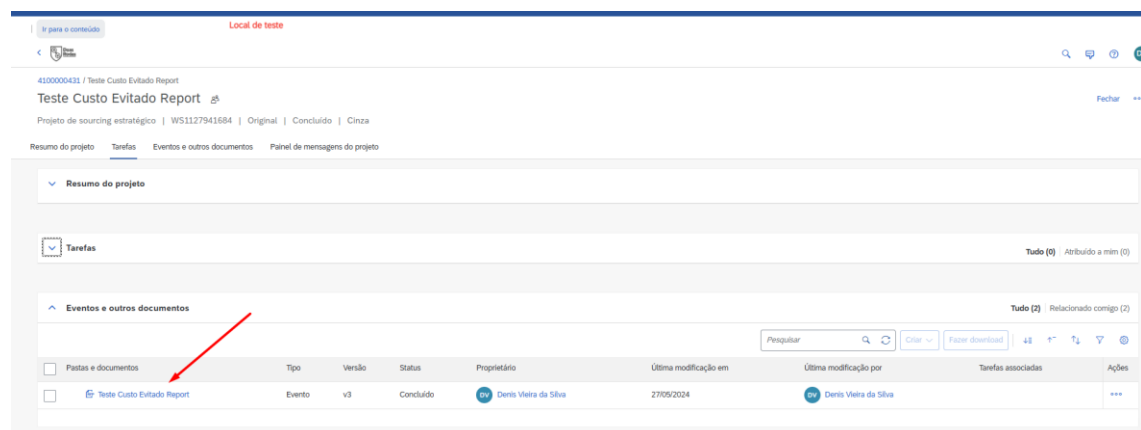 Ir para o conteúdo
Local de teste
4100000431 / Teste Custo Evitado Report
Teste Custo Evitado Report
Fechar
Projeto de sourcing estratégico | WS1127941684 | Original | Concluído | Cinza
Resumo do projeto Tarefas Eventos e outros documentos Painel de mensagens do projeto
Resumo do projeto
Tarefas
Tudo (0) | Atribuído a mim (0)
Eventos e outros documentos
Tudo (2) | Relacionado comigo (2)
Pesquisar Criar Fazer download
Pastas e documentos Tipo Versão Status Proprietário Última modificação em Última modificação por Tarefas associadas Ações
Teste Custo Evitado Report Evento v3 Concluído DV Denis Vieira da Silva 27/05/2024 DV Denis Vieira da Silva